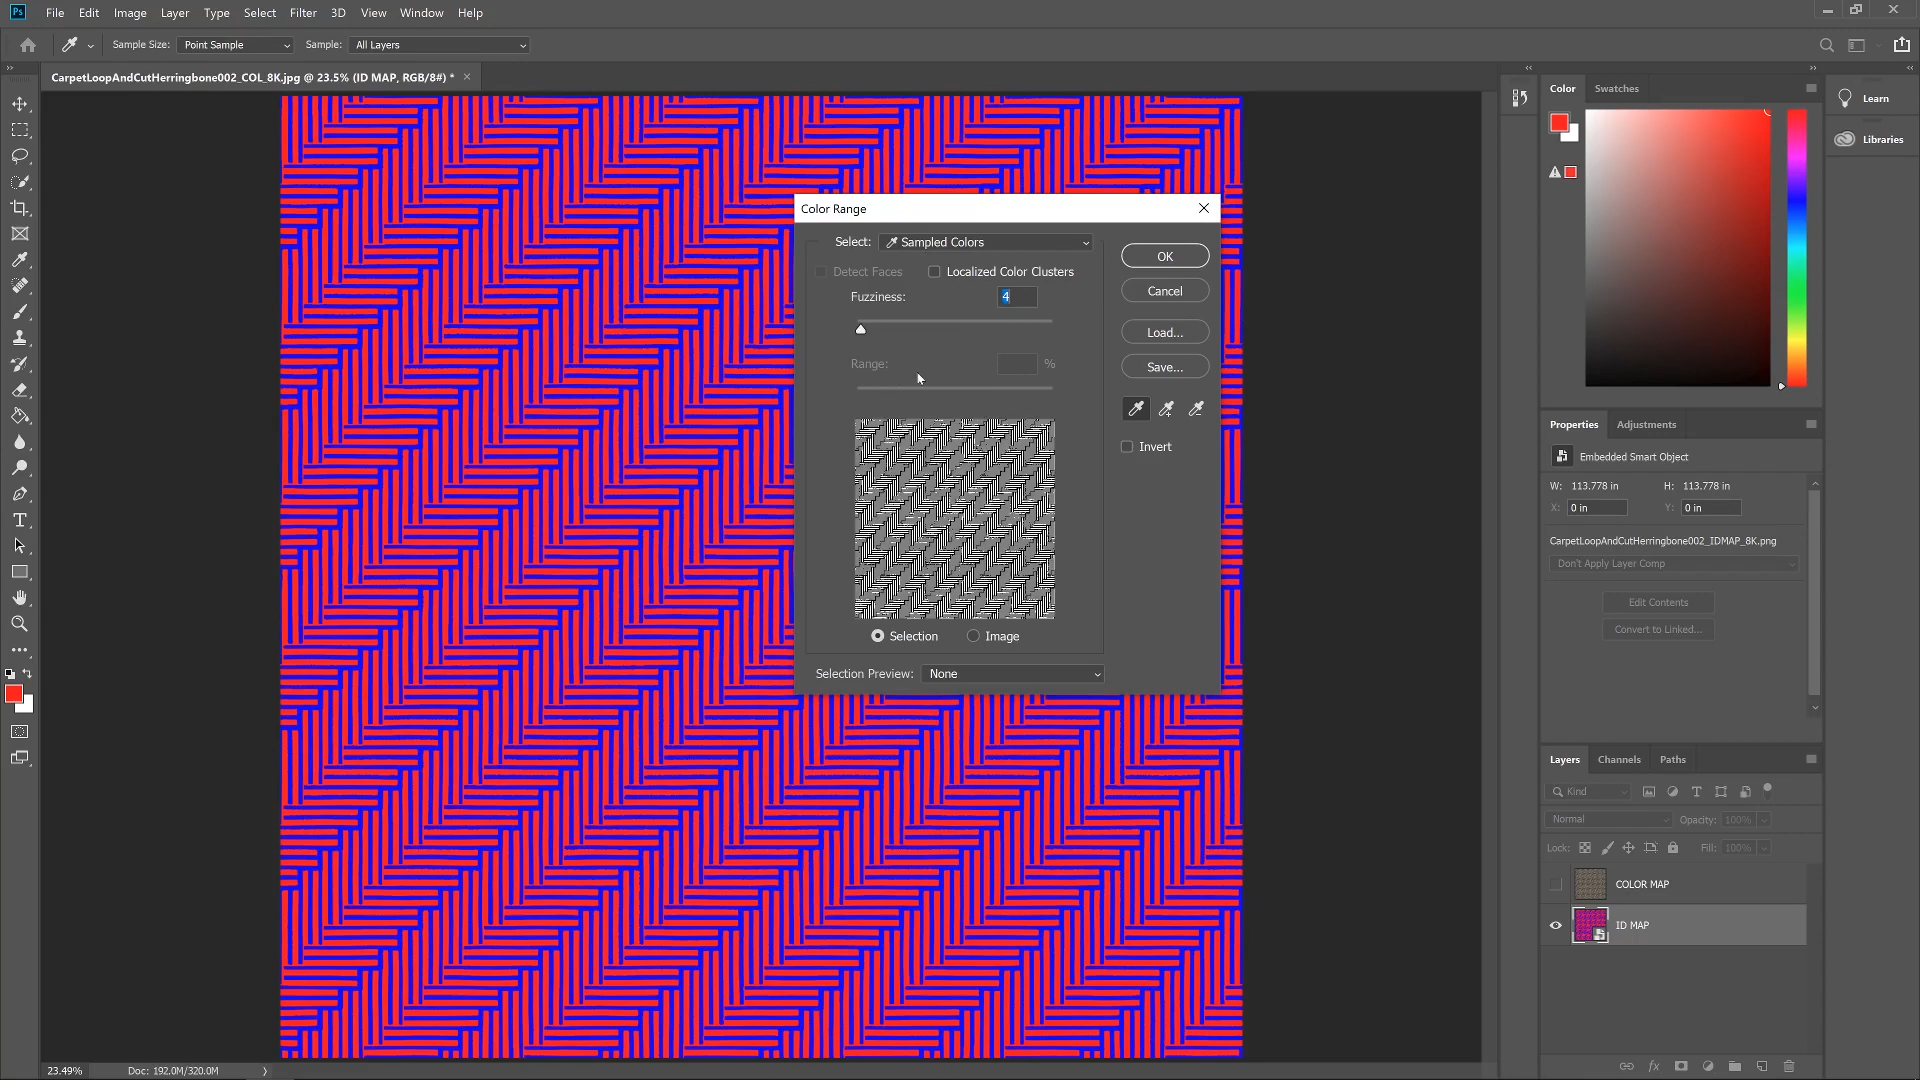 Ps File Edit Image Layer Type Select Filter 3D View Window Help
Sample Size: Point Sample Sample: All Layers
CarpetLoopAndCutHerringbone002_COL_8K.jpg @ 23.5% (ID MAP, RGB/8#) *
Color Swatches
Learn
Libraries
Color Range
Select: Sampled Colors
Detect Faces Localized Color Clusters
Fuzziness: 4
Range: %
Selection Image
Selection Preview: None
OK
Cancel
Load...
Save...
Invert
Properties Adjustments
Embedded Smart Object
W: 113.778 in H: 113.778 in
X: 0 in Y: 0 in
CarpetLoopAndCutHerringbone002_IDMAP_8K.png
Don't Apply Layer Comp
Edit Contents
Convert to Linked...
Layers Channels Paths
Kind
Normal Opacity: 100%
Lock: Fill: 100%
COLOR MAP
ID MAP
fx
23.49% Doc: 192.0M/320.0M